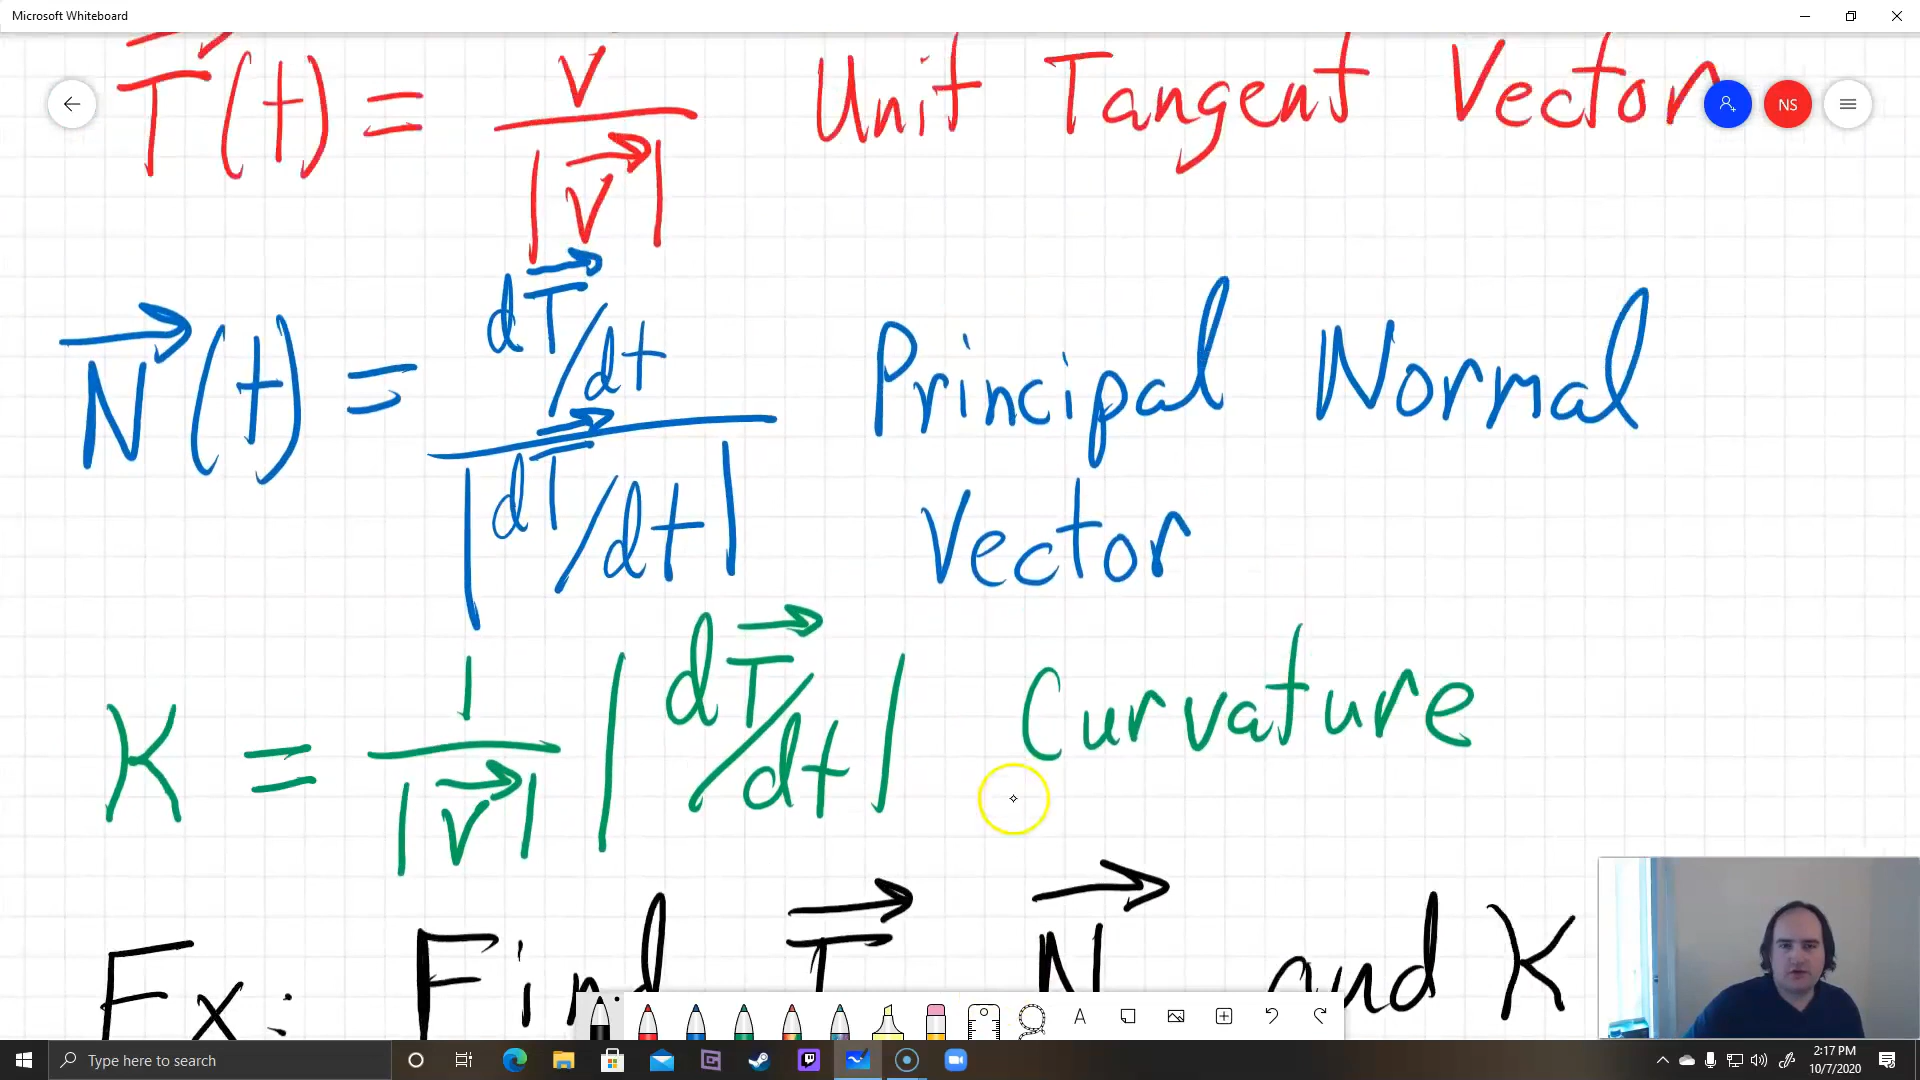 Microsoft Whiteboard
T(t) = v / |v| Unit Tangent Vector
NS
N(t) = dT/dt / |dT/dt| Principal Normal
Vector
K = 1/|v| |dT/dt| Curvature
Ex: Find T N and K
A
Type here to search
2:17 PM
10/7/2020